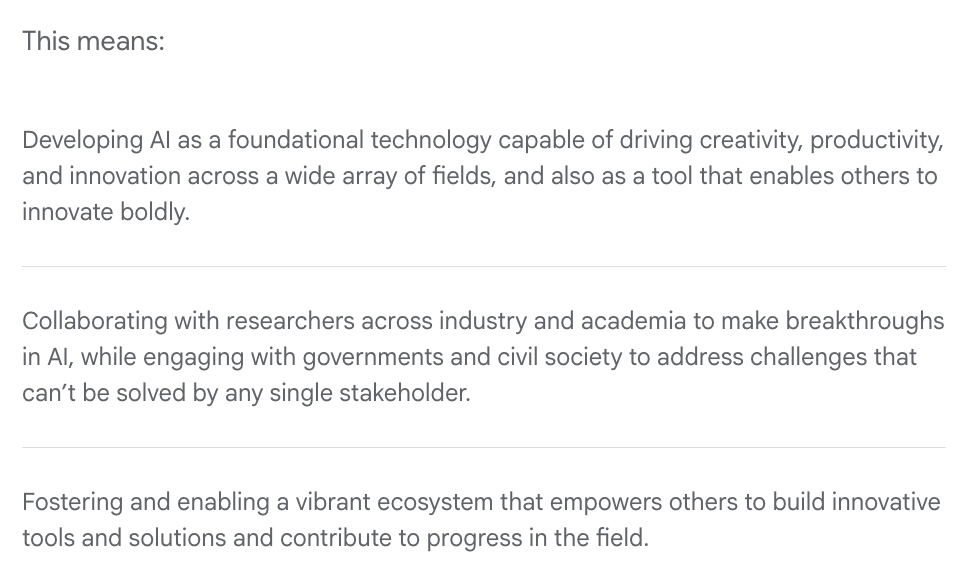 This means:
Developing AI as a foundational technology capable of driving creativity, productivity,
and innovation across a wide array of fields, and also as a tool that enables others to
innovate boldly.
Collaborating with researchers across industry and academia to make breakthroughs
in AI, while engaging with governments and civil society to address challenges that
can’t be solved by any single stakeholder.
Fostering and enabling a vibrant ecosystem that empowers others to build innovative
tools and solutions and contribute to progress in the field.